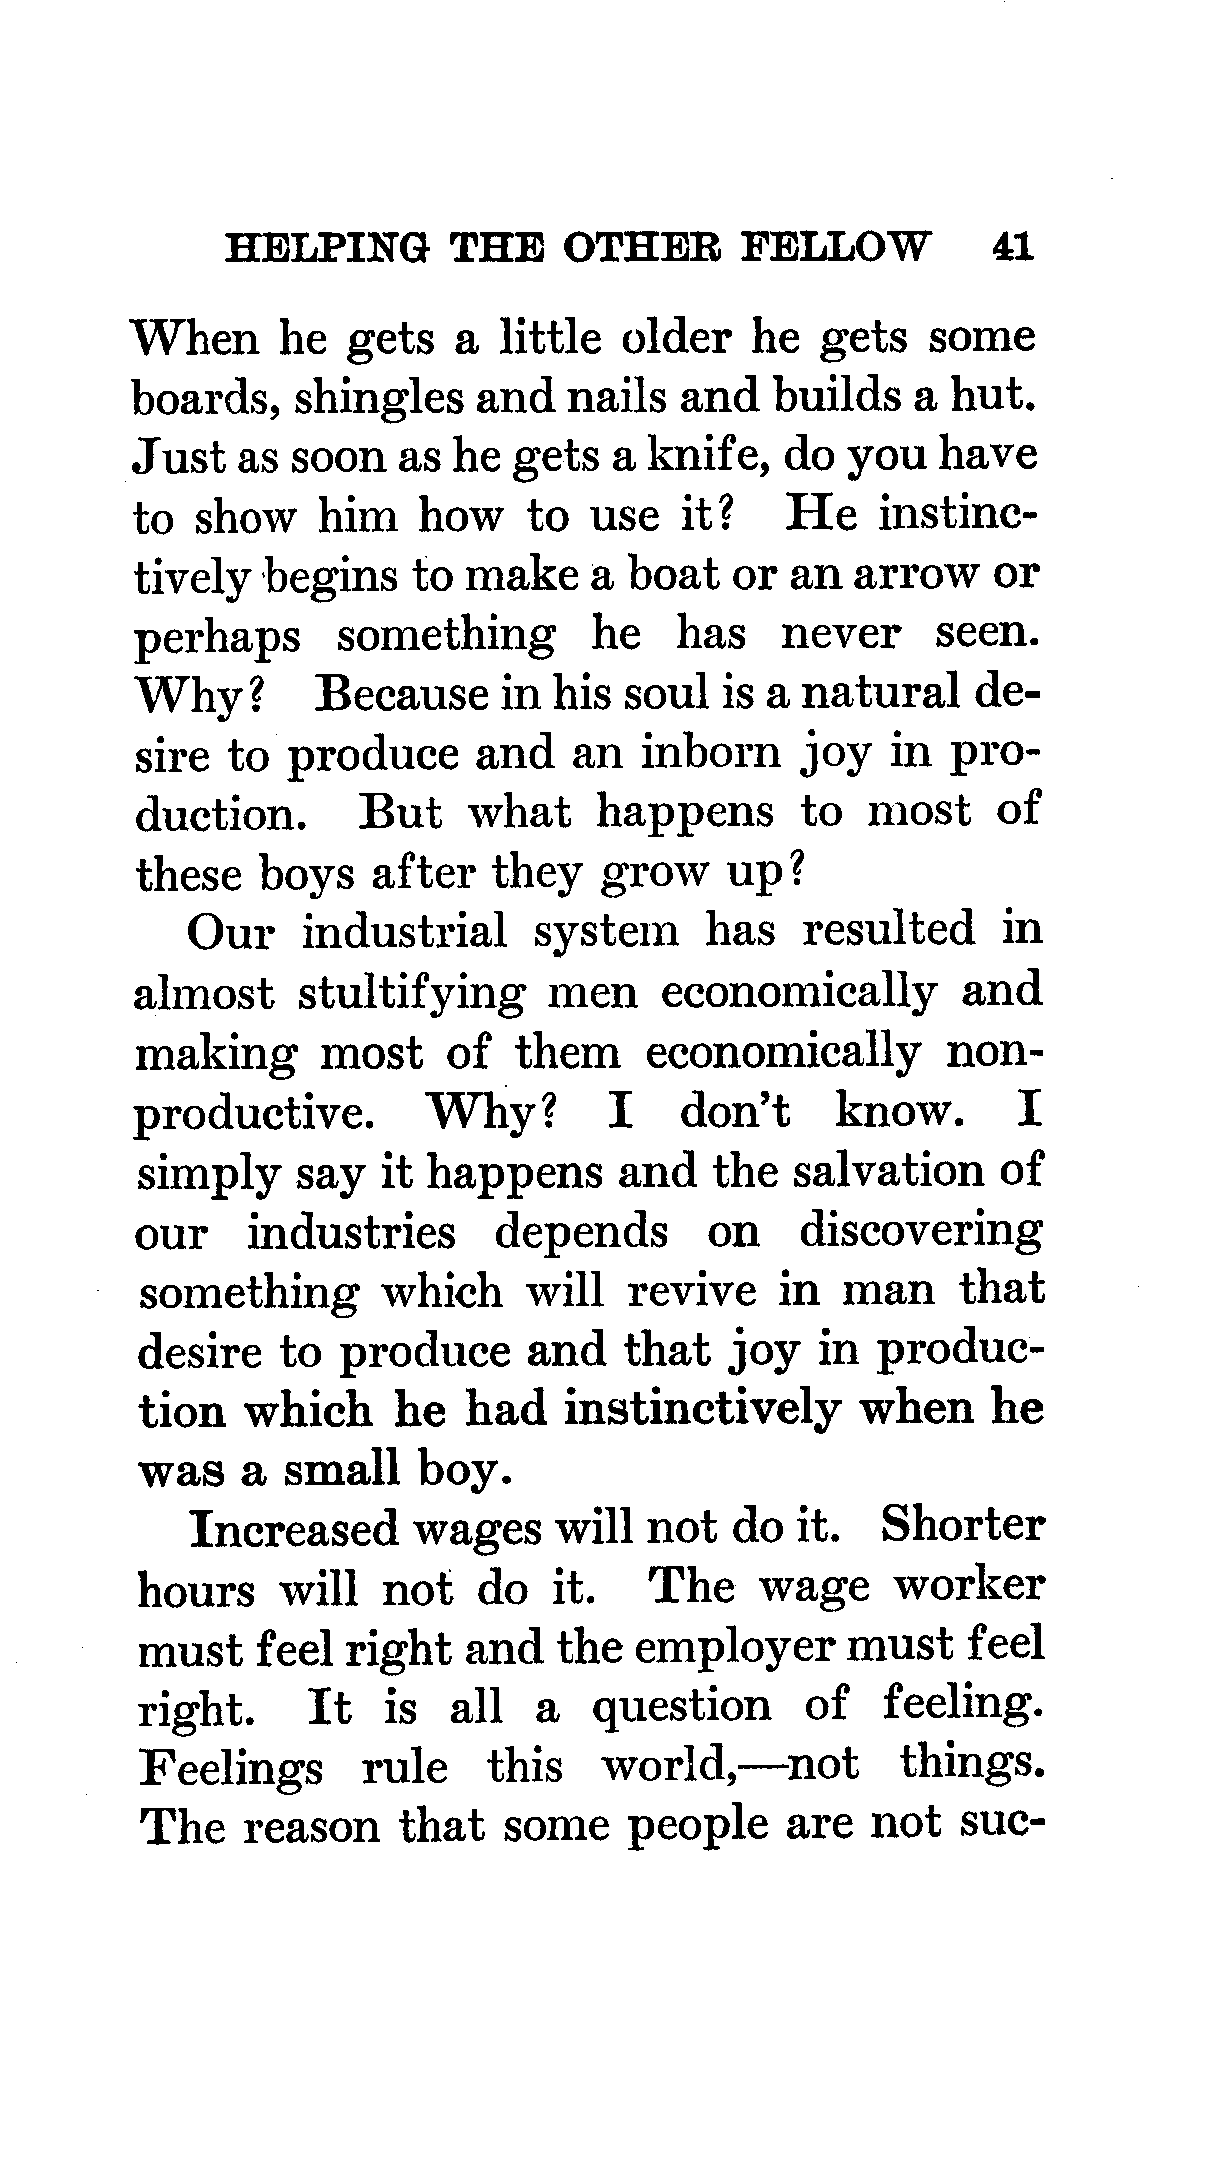 HELPING THE OTHER FELLOW 41
When he gets a little older he gets some
boards, shingles and nails and builds a hut.
Just as soon as he gets a knife, do you have
to show him how to use it? He instinc-
tively begins to make a boat or an arrow or
perhaps something he has never seen.
Why? Because in his soul is a natural de-
sire to produce and an inborn joy in pro-
duction. But what happens to most of
these boys after they grow up?
Our industrial system has resulted in
almost stultifying men economically and
making most of them economically non-
productive. Why? I don't know. I
simply say it happens and the salvation of
our industries depends on discovering
something which will revive in man that
desire to produce and that joy in produc-
tion which he had instinctively when he
was a small boy.
Increased wages will not do it. Shorter
hours will not do it. The wage worker
must feel right and the employer must feel
right. It is all a question of feeling.
Feelings rule this world,—not things.
The reason that some people are not suc-